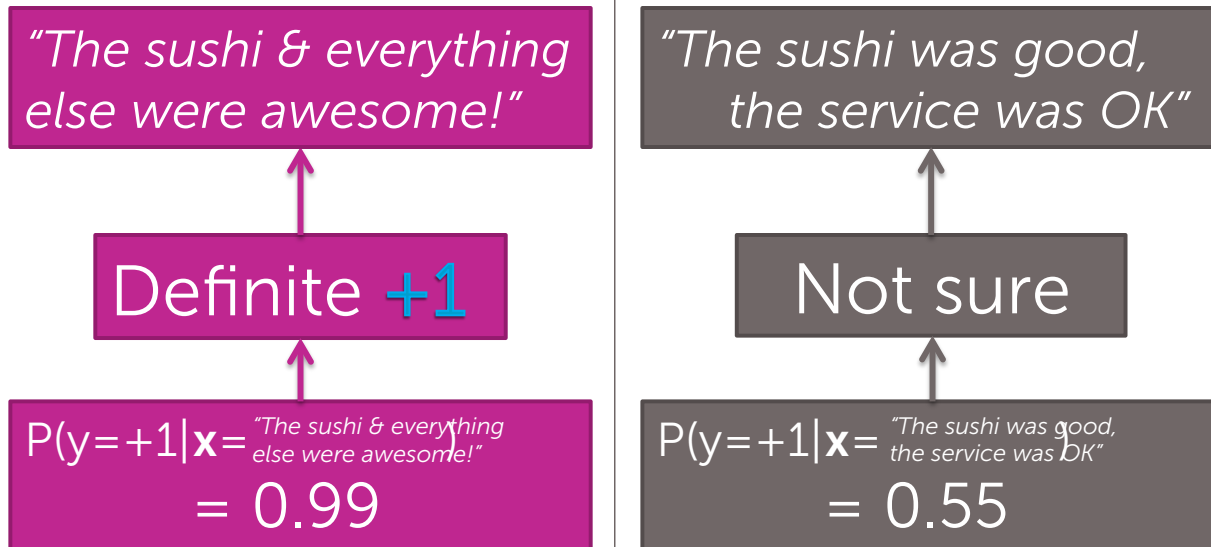 “The sushi & everything
else were awesome!”
Definite +1
P(y=+1|x= “The sushi & everything
else were awesome!” )
= 0.99
“The sushi was good,
the service was OK”
Not sure
P(y=+1|x= “The sushi was good,
the service was OK” )
= 0.55